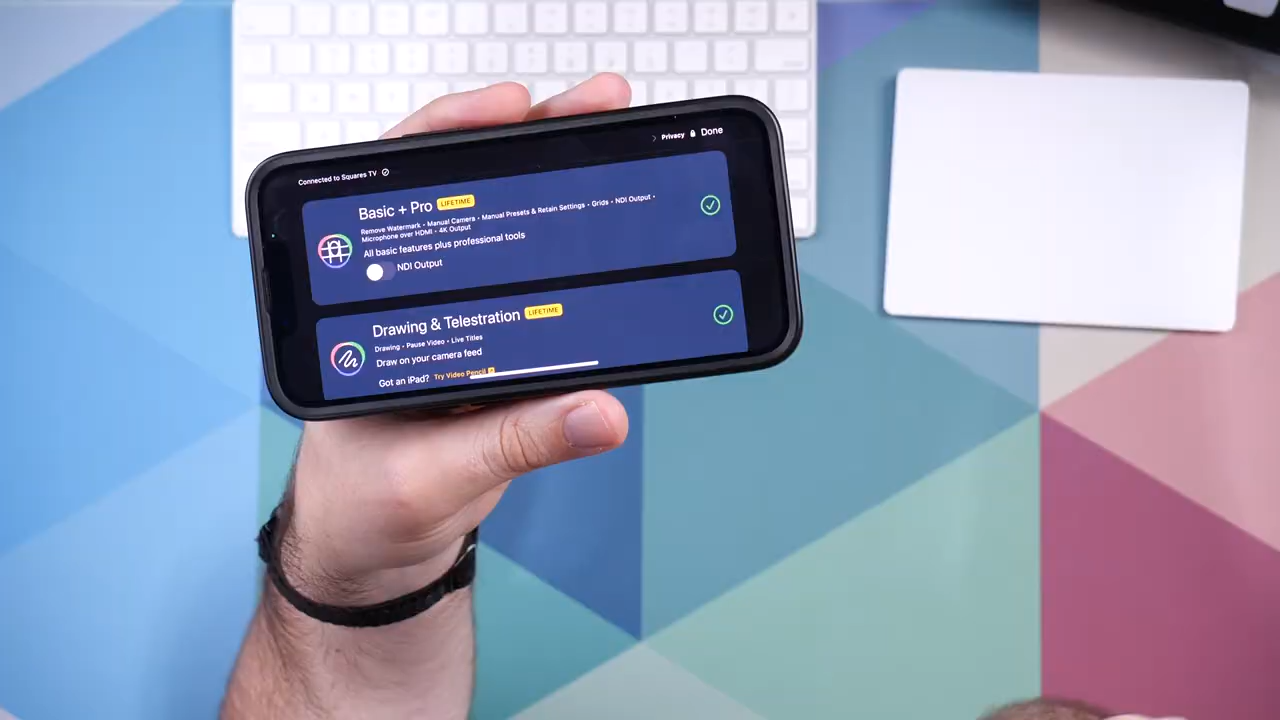 Privacy Done
Connected to Squares TV
Basic + Pro LIFETIME
Remove Watermark • Manual Camera • Manual Presets & Retain Settings • Grids • NDI Output •
Microphone over HDMI • 4K Output
All basic features plus professional tools
NDI Output
Drawing & Telestration LIFETIME
Drawing • Pause Video • Live Titles
Draw on your camera feed
Got an iPad? Try Video Pencil